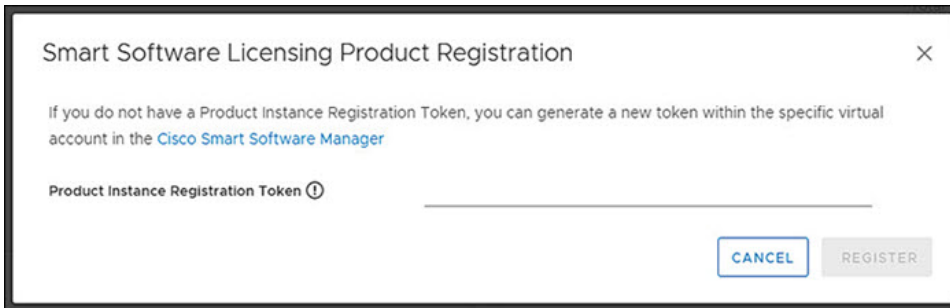 Smart Software Licensing Product Registration
If you do not have a Product Instance Registration Token, you can generate a new token within the specific virtual
account in the Cisco Smart Software Manager
Product Instance Registration Token
CANCEL REGISTER